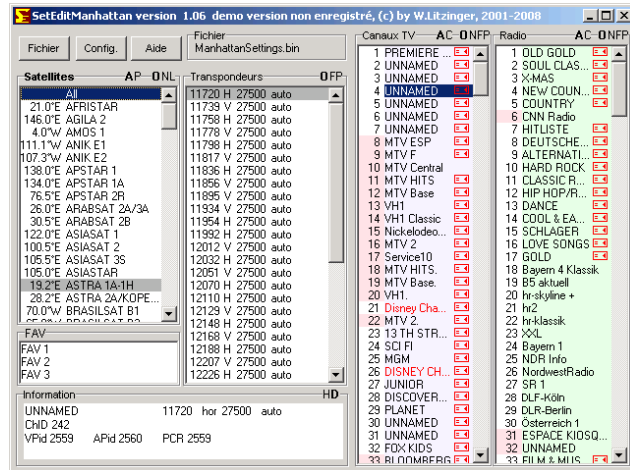 SetEditManhattan version 1.06 demo version non enregistré, (c) by W.Litzinger, 2001-2008
Fichier
Config.
Aide
Fichier
ManhattanSettings.bin
Satellites AP ONL
All
21.0°E AFRISTAR
146.0°E AGILA 2
4.0°W AMOS 1
111.1°W ANIK E1
107.3°W ANIK E2
138.0°E APSTAR 1
134.0°E APSTAR 1A
76.5°E APSTAR 2R
26.0°E ARABSAT 2A/3A
30.5°E ARABSAT 2B
122.0°E ASIASAT 1
100.5°E ASIASAT 2
105.5°E ASIASAT 3S
105.0°E ASIASTAR
19.2°E ASTRA 1A-1H
28.2°E ASTRA 2A/KOPE...
70.0°W BRASILSAT B1
BRASILSAT B2
FAV
FAV 1
FAV 2
FAV 3
Transpondeurs OFP
11720 H 27500 auto
11739 V 27500 auto
11758 H 27500 auto
11778 V 27500 auto
11798 H 27500 auto
11817 V 27500 auto
11836 H 27500 auto
11856 V 27500 auto
11895 V 27500 auto
11934 V 27500 auto
11954 H 27500 auto
11992 H 27500 auto
12012 V 27500 auto
12032 H 27500 auto
12051 V 27500 auto
12070 H 27500 auto
12110 H 27500 auto
12129 V 27500 auto
12148 H 27500 auto
12168 V 27500 auto
12188 H 27500 auto
12207 V 27500 auto
12226 H 27500 auto
Information HD
UNNAMED 11720 hor 27500 auto
ChID 242
VPid 2559 APid 2560 PCR 2559
Canaux TV AC ONFP
1 PREMIERE ...
2 UNNAMED
3 UNNAMED
4 UNNAMED
5 UNNAMED
6 UNNAMED
7 UNNAMED
8 MTV ESP
9 MTV F
10 MTV Central
11 MTV HITS
12 MTV Base
13 VH1
14 VH1 Classic
15 Nickelodeo...
16 MTV 2
17 Service10
18 MTV HITS.
19 MTV Base.
20 VH1.
21 Disney Cha...
22 MTV 2.
23 13 TH STR...
24 SCI FI
25 MGM
26 DISNEY CH...
27 JUNIOR
28 DISCOVER...
29 PLANET
30 UNNAMED
31 UNNAMED
32 FOX KIDS
33 BLOOMBERG
Radio AC ONFP
1 OLD GOLD
2 SOUL CLAS...
3 X-MAS
4 NEW COUN...
5 COUNTRY
6 CNN Radio
7 HITLISTE
8 DEUTSCHE...
9 ALTERNATI...
10 HARD ROCK
11 CLASSIC R...
12 HIP HOP/R...
13 DANCE
14 COOL & EA...
15 SCHLAGER
16 LOVE SONGS
17 GOLD
18 Bayern 4 Klassik
19 B5 aktuell
20 hr-skyline +
21 hr2
22 hr-klassik
23 XXL
24 Bayern 1
25 NDR Info
26 NordwestRadio
27 SR 1
28 DLF-Köln
29 DLR-Berlin
30 Österreich 1
31 ESPACE KIOSQ...
32 UNNAMED
33 FILM & MUS...